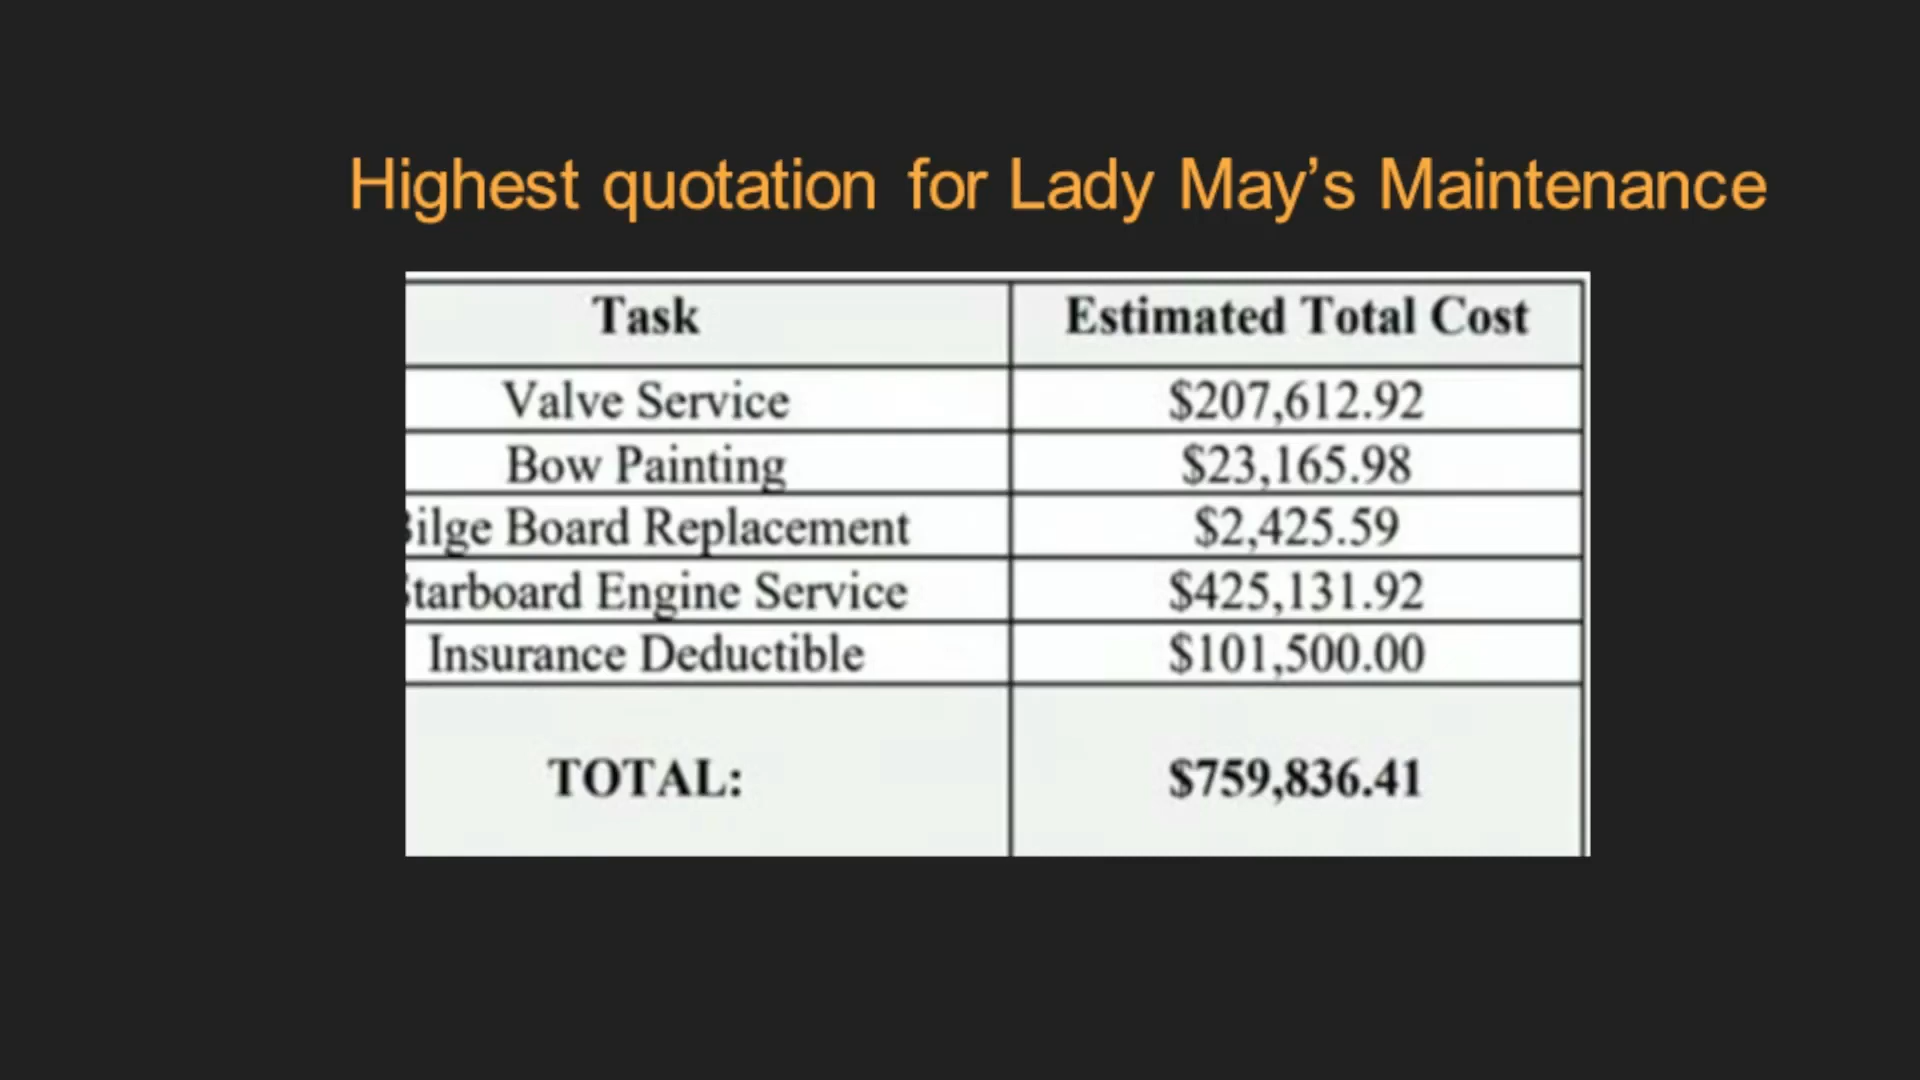 Highest quotation for Lady May’s Maintenance
Task Estimated Total Cost
Valve Service $207,612.92
Bow Painting $23,165.98
Bilge Board Replacement $2,425.59
Starboard Engine Service $425,131.92
Insurance Deductible $101,500.00
TOTAL: $759,836.41